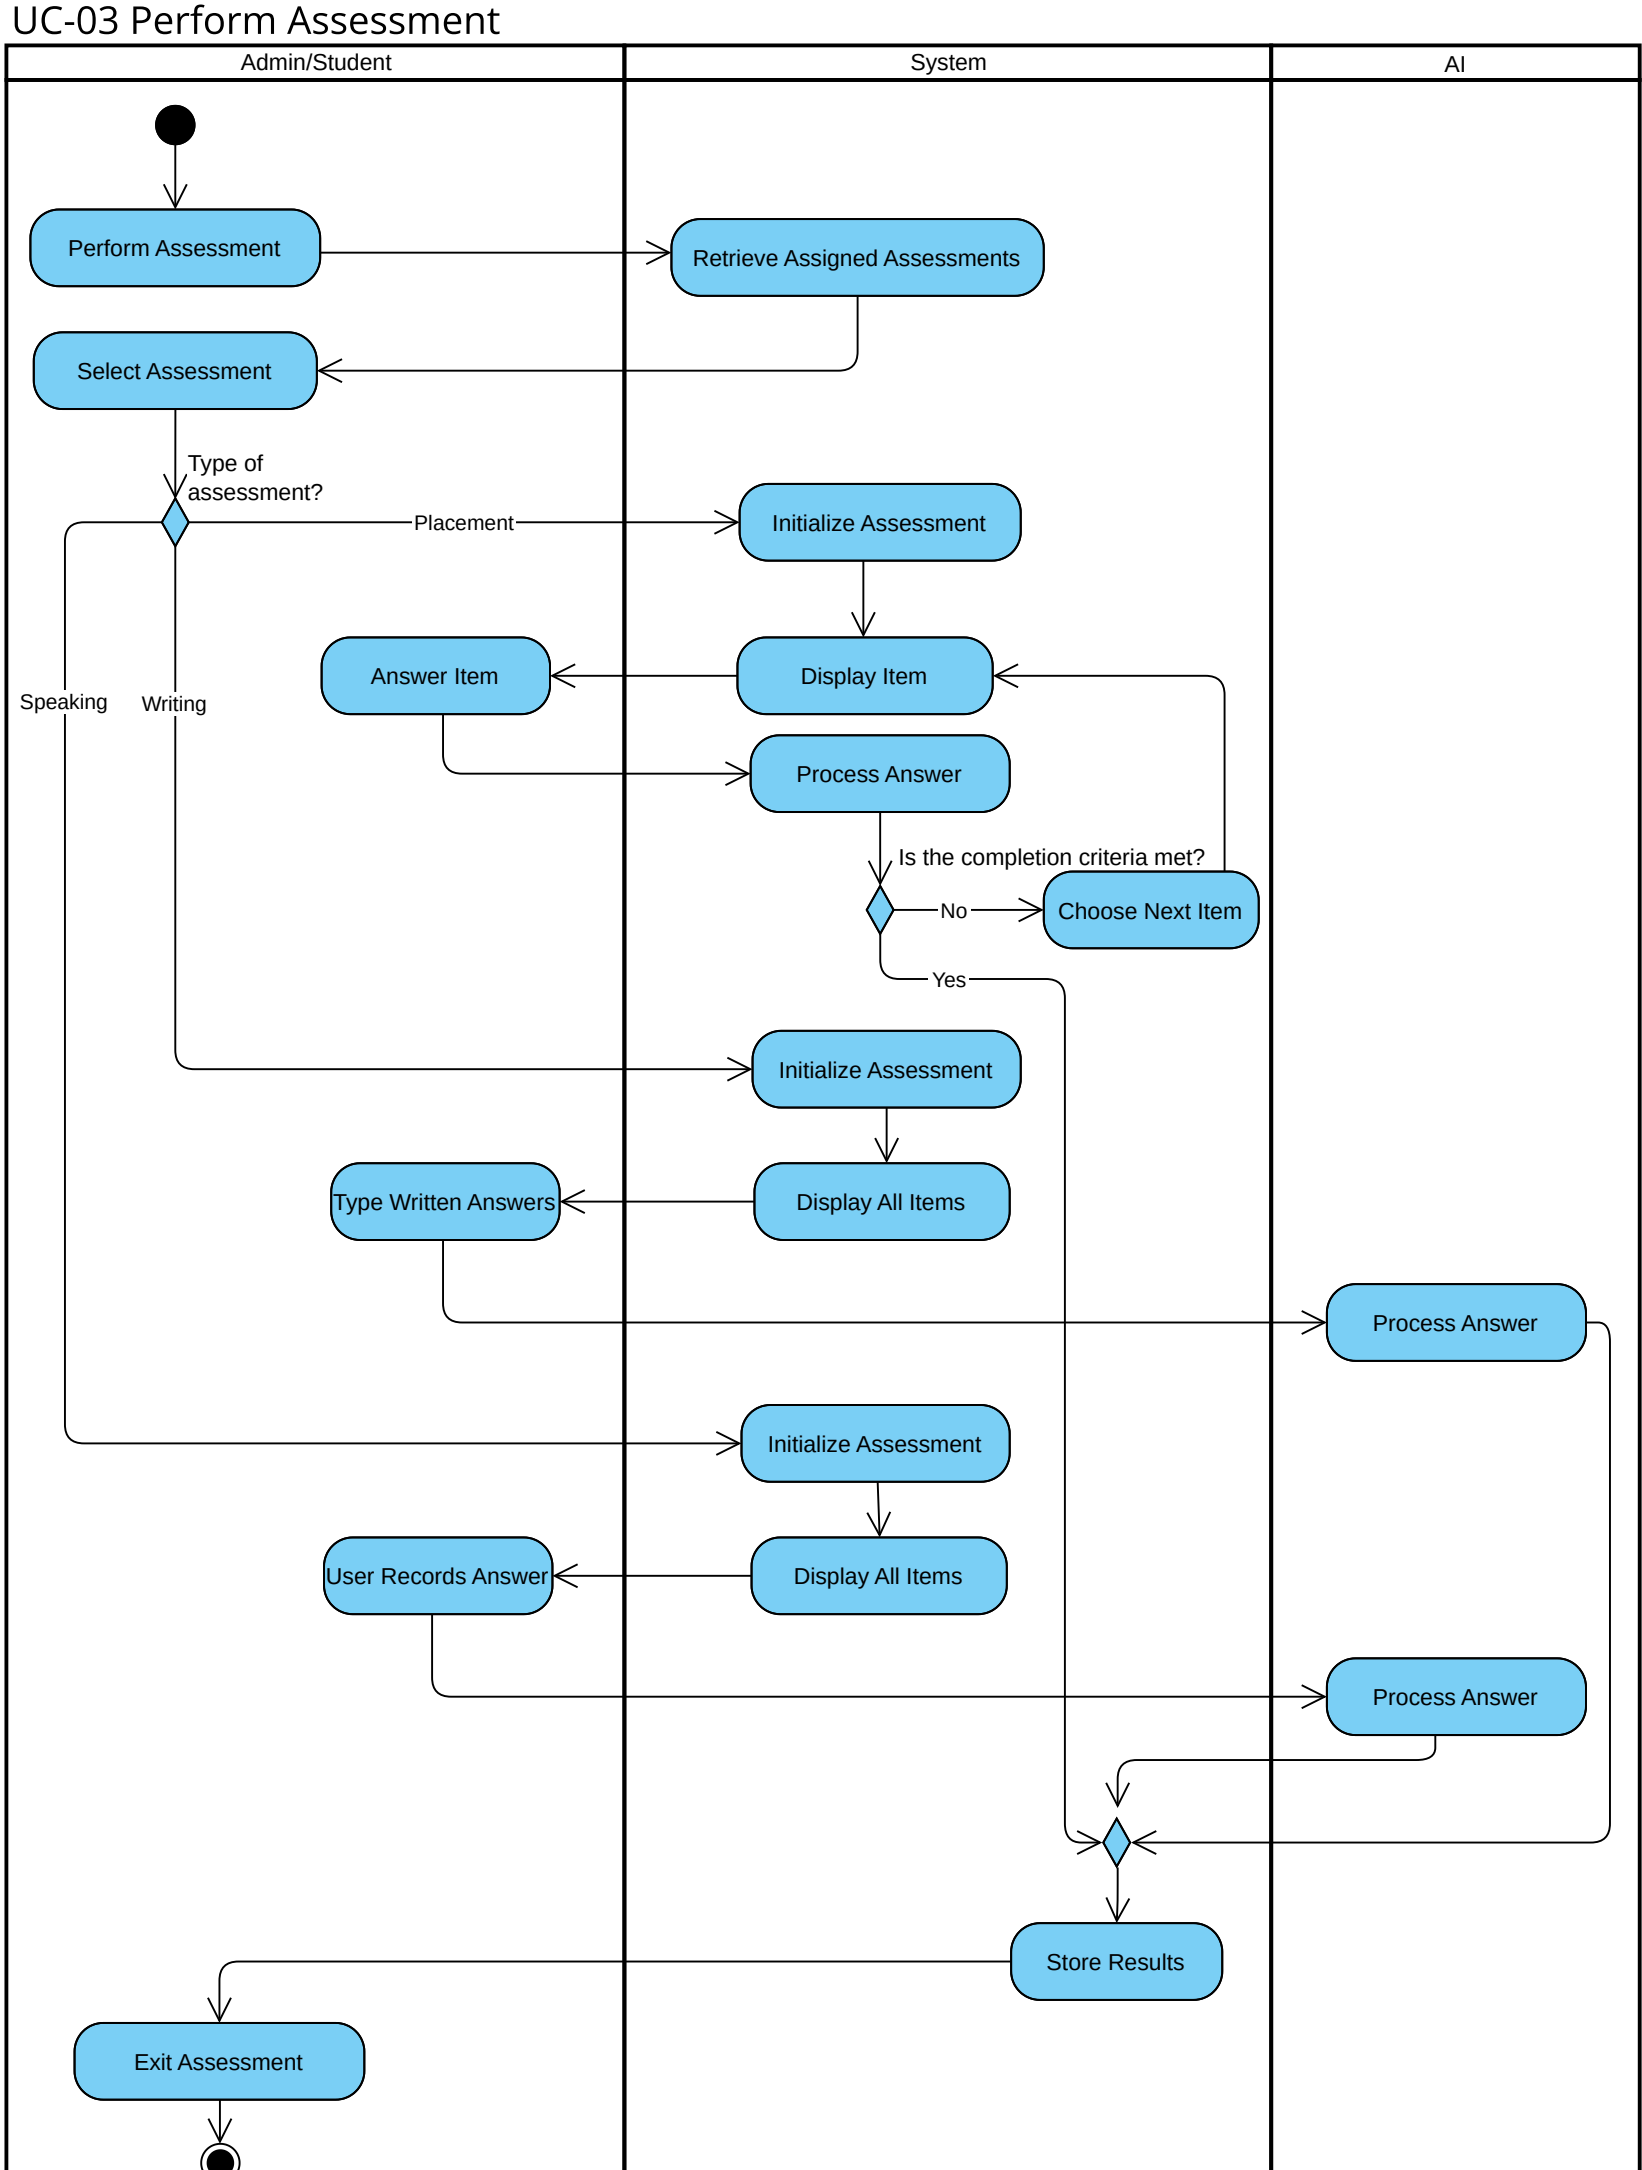 UC-03 Perform Assessment
Admin/Student
System
AI
Perform Assessment
Retrieve Assigned Assessments
Select Assessment
Type of
assessment?
Placement
Initialize Assessment
Answer Item
Display Item
Speaking
Writing
Process Answer
Is the completion criteria met?
No
Choose Next Item
Yes
Initialize Assessment
Type Written Answers
Display All Items
Process Answer
Initialize Assessment
User Records Answer
Display All Items
Process Answer
Store Results
Exit Assessment